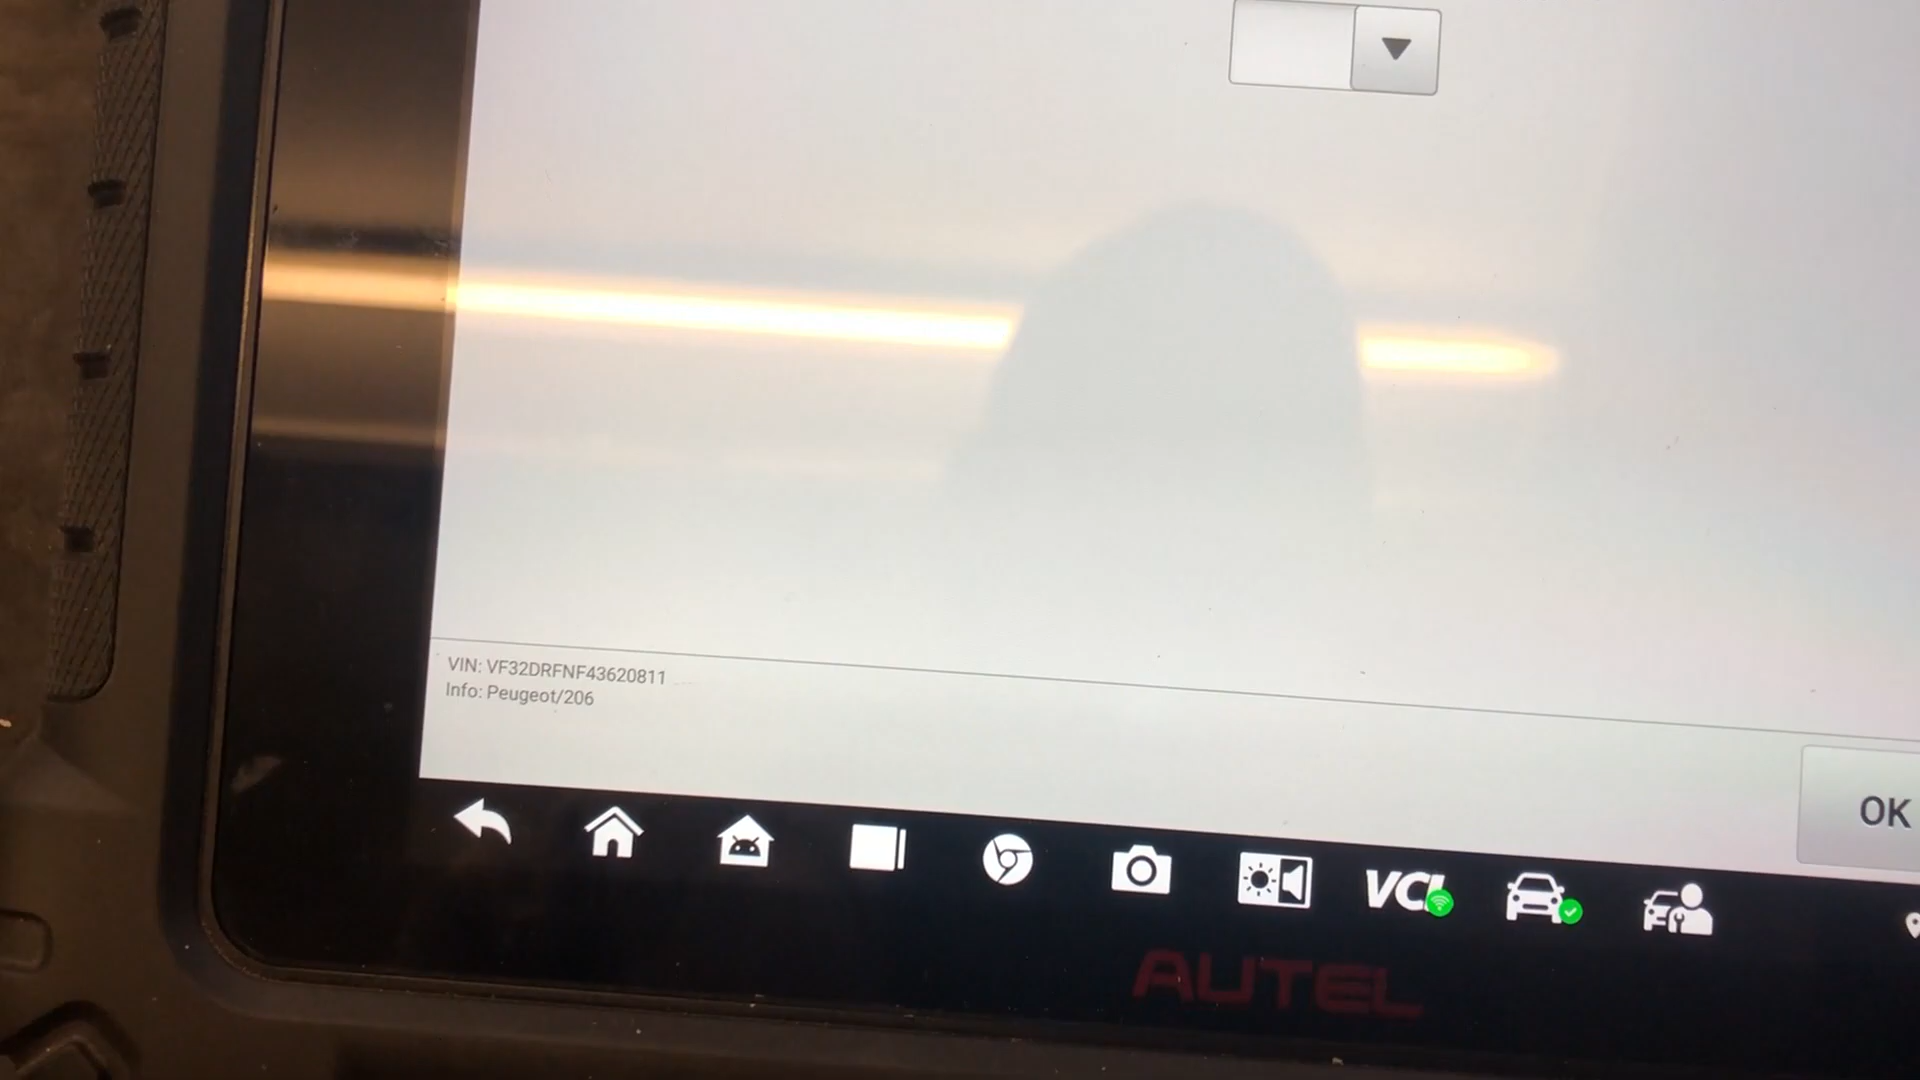 VIN: VF32DRFNF43620811
Info: Peugeot/206
OK
VCI
AUTEL